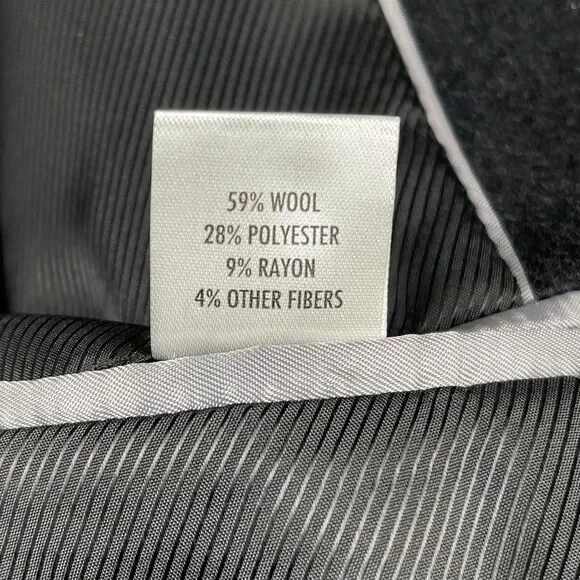 59% WOOL
28% POLYESTER
9% RAYON
4% OTHER FIBERS